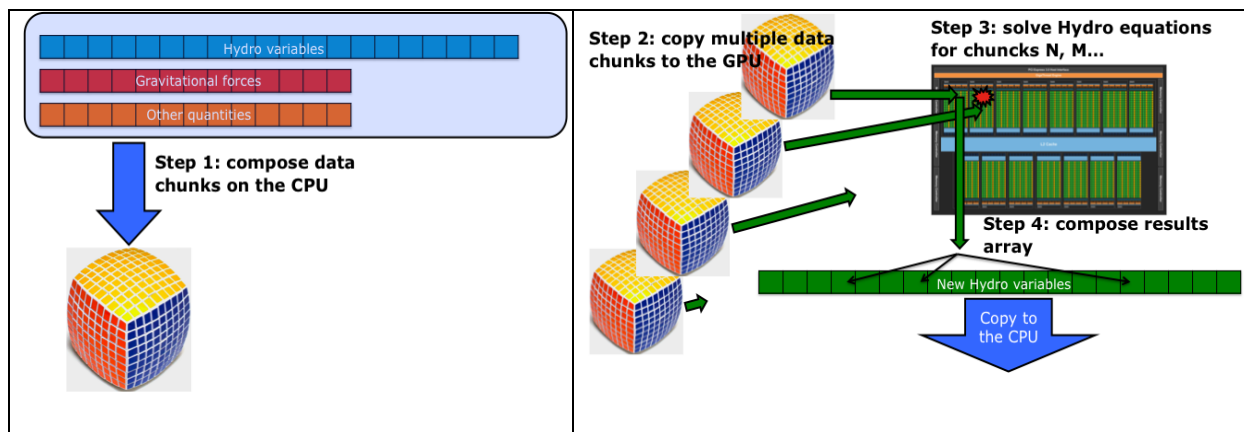 Hydro variables
Gravitational forces
Other quantities
Step 1: compose data
chunks on the CPU
Step 2: copy multiple data
chunks to the GPU
Step 3: solve Hydro equations
for chuncks N, M...
Step 4: compose results
array
New Hydro variables
Copy to
the CPU